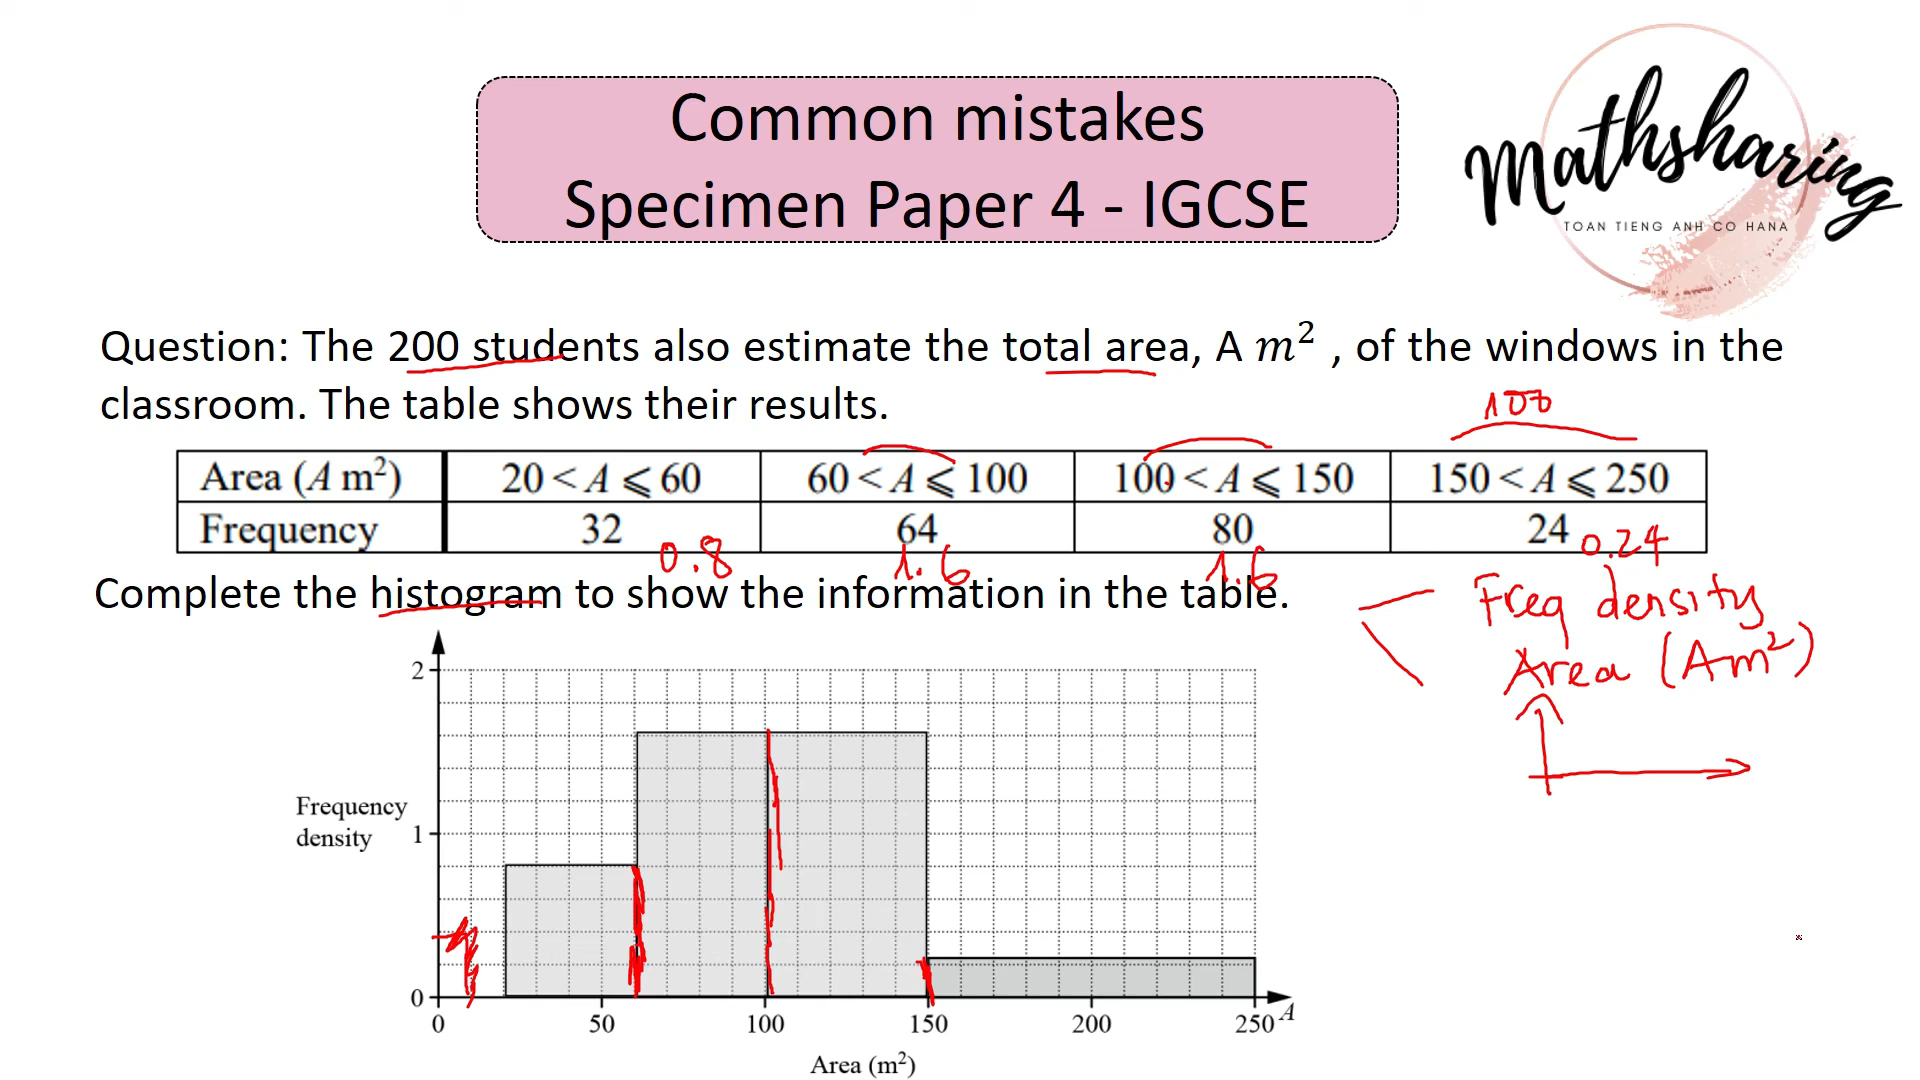 Common mistakes
Specimen Paper 4 - IGCSE
Mathsharing
TOAN TIENG ANH CO HANA
Question: The 200 students also estimate the total area, A m² , of the windows in the
classroom. The table shows their results.
100
Area (A m²) 20 < A ⩽ 60 60 < A ⩽ 100 100 < A ⩽ 150 150 < A ⩽ 250
Frequency 32 64 80 24
0.8 1.6 1.6 0.24
Complete the histogram to show the information in the table.
Freq density
Area (Am²)
2
Frequency
density
1
0
0 50 100 150 200 250 A
Area (m²)